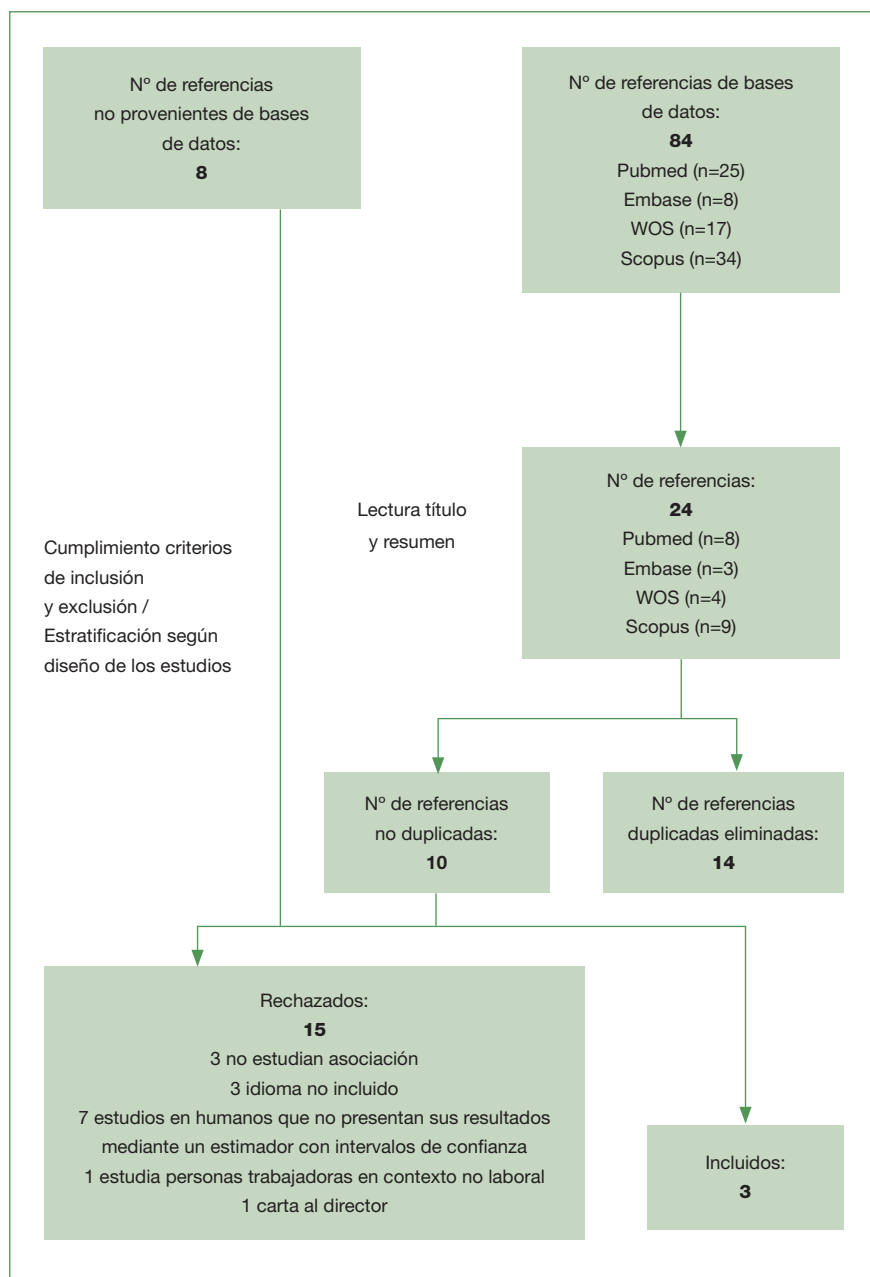 Nº de referencias
no provenientes de bases
de datos:
8
Nº de referencias de bases
de datos:
84
Pubmed (n=25)
Embase (n=8)
WOS (n=17)
Scopus (n=34)
Cumplimiento criterios
de inclusión
y exclusión /
Estratificación según
diseño de los estudios
Lectura título
y resumen
Nº de referencias:
24
Pubmed (n=8)
Embase (n=3)
WOS (n=4)
Scopus (n=9)
Nº de referencias
no duplicadas:
10
Nº de referencias
duplicadas eliminadas:
14
Rechazados:
15
3 no estudian asociación
3 idioma no incluido
7 estudios en humanos que no presentan sus resultados
mediante un estimador con intervalos de confianza
1 estudia personas trabajadoras en contexto no laboral
1 carta al director
Incluidos:
3